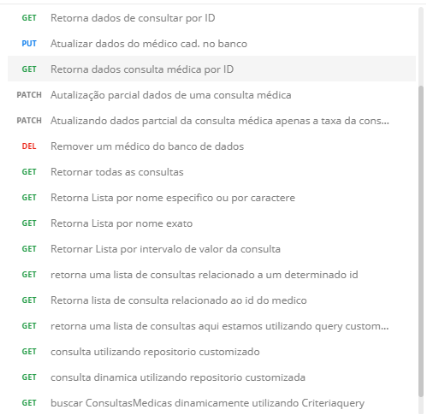 GET Retorna dados de consultar por ID
PUT Atualizar dados do médico cad. no banco
GET Retorna dados consulta médica por ID
PATCH Autalização parcial dados de uma consulta médica
PATCH Atualizando dados partcial da consulta médica apenas a taxa da cons...
DEL Remover um médico do banco de dados
GET Retornar todas as consultas
GET Retorna Lista por nome especifico ou por caractere
GET Retorna Lista por nome exato
GET Retornar Lista por intervalo de valor da consulta
GET retorna uma lista de consultas relacionado a um determinado id
GET Retorna lista de consulta relacionado ao id do medico
GET retorna uma lista de consultas aqui estamos utilizando query custom...
GET consulta utilizando repositorio customizado
GET consulta dinamica utilizando repositorio customizada
GET buscar ConsultasMedicas dinamicamente utilizando Criteriaquery